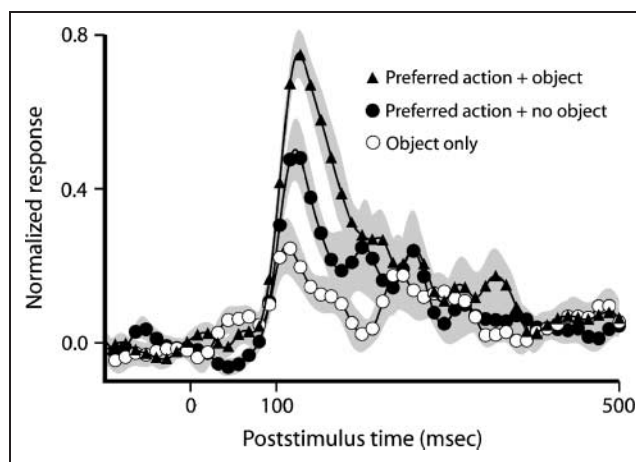 0.8
▲ Preferred action + object
● Preferred action + no object
○ Object only
Normalized response
0.4
0.0
0 100 500
Poststimulus time (msec)